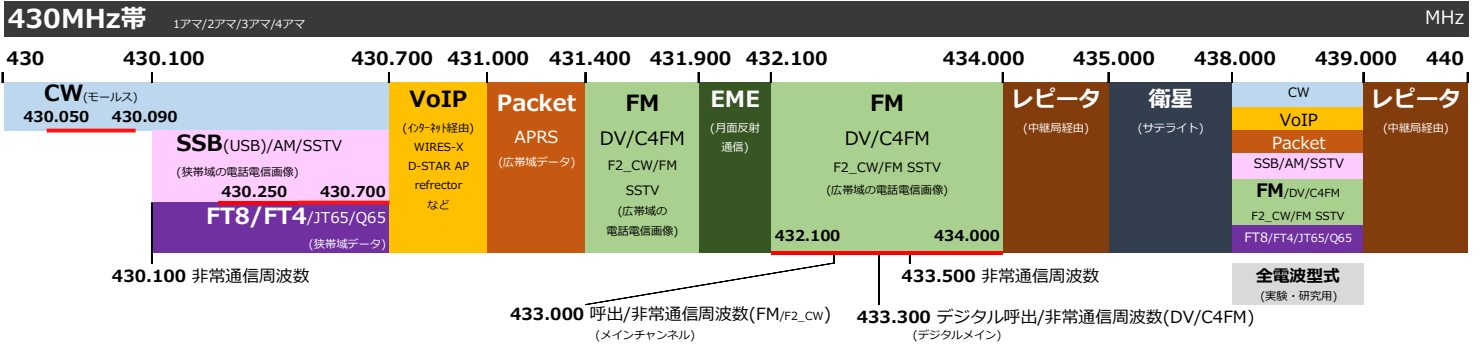 430MHz帯 1アマ/2アマ/3アマ/4アマ MHz
430 430.100 430.700 431.000 431.400 431.900 432.100 434.000 435.000 438.000 439.000 440
CW(モールス)
430.050 430.090
SSB(USB)/AM/SSTV
(狭帯域の電話電信画像)
430.250 430.700
FT8/FT4/JT65/Q65
(狭帯域データ)
VoIP
(インターネット経由)
WIRES-X
D-STAR AP
refrector
など
Packet
APRS
(広帯域データ)
FM
DV/C4FM
F2_CW/FM
SSTV
(広帯域の
電話電信画像)
EME
(月面反射
通信)
FM
DV/C4FM
F2_CW/FM SSTV
(広帯域の電話電信画像)
432.100 434.000
レピータ
(中継局経由)
衛星
(サテライト)
CW
VoIP
Packet
SSB/AM/SSTV
FM/DV/C4FM
F2_CW/FM SSTV
FT8/FT4/JT65/Q65
全電波型式
(実験・研究用)
レピータ
(中継局経由)
430.100 非常通信周波数
433.500 非常通信周波数
433.000 呼出/非常通信周波数(FM/F2_CW)
(メインチャンネル)
433.300 デジタル呼出/非常通信周波数(DV/C4FM)
(デジタルメイン)